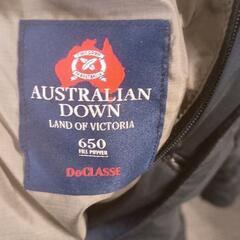 AUSTRALIAN
DOWN
LAND OF VICTORIA
650
FILL POWER
DoCLASSE